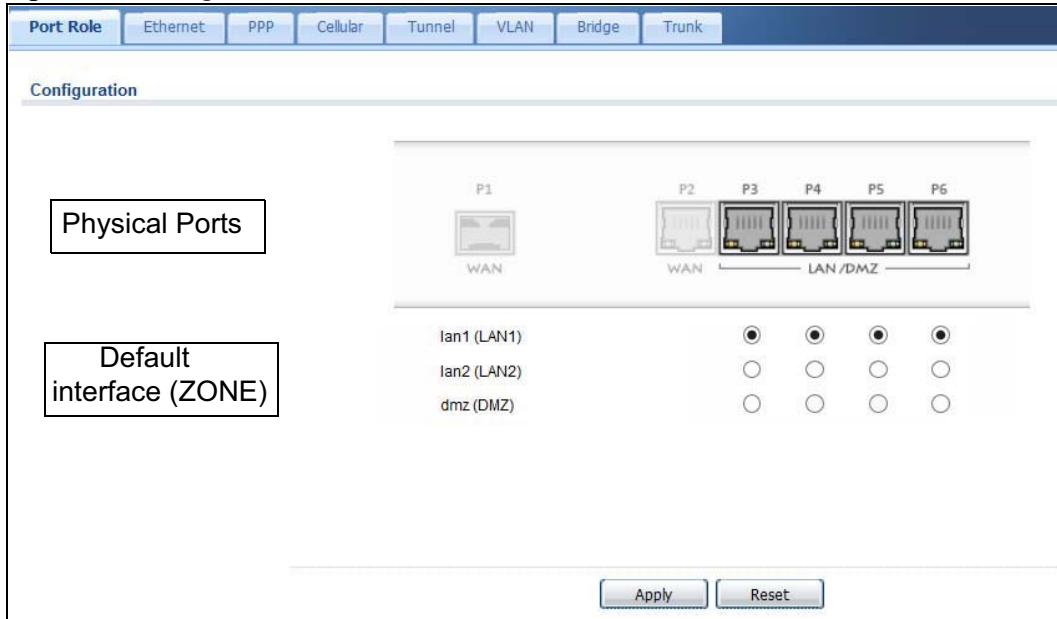 Port Role Ethernet PPP Cellular Tunnel VLAN Bridge Trunk
Configuration
P1 P2 P3 P4 P5 P6
Physical Ports
WAN WAN LAN/DMZ
lan1 (LAN1)
Default
interface (ZONE)
lan2 (LAN2)
dmz (DMZ)
Apply Reset